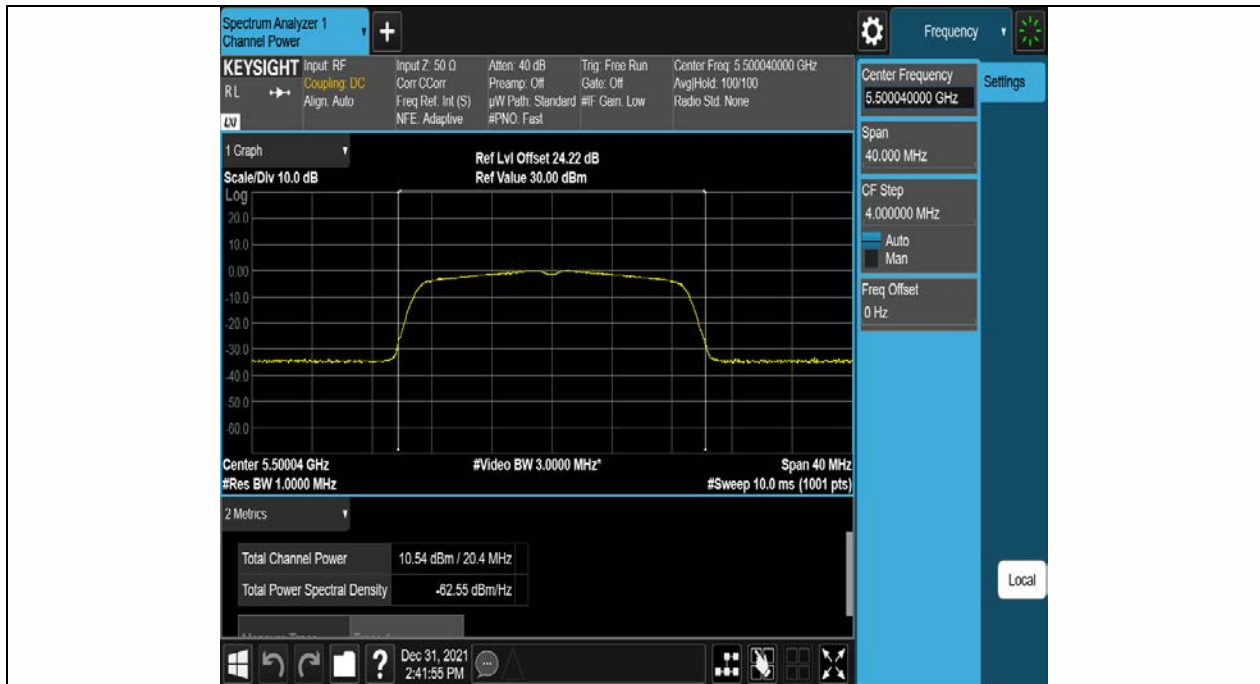 Spectrum Analyzer 1
Channel Power
+
Frequency
KEYSIGHT
RL
LXI
Input: RF
Coupling: DC
Align: Auto
Input Z: 50 Ω
Corr CCorr
Freq Ref: Int (S)
NFE: Adaptive
Atten: 40 dB
Preamp: Off
µW Path: Standard
#PNO: Fast
Trig: Free Run
Gate: Off
#IF Gain: Low
Center Freq: 5.500040000 GHz
Avg|Hold: 100/100
Radio Std: None
Center Frequency
5.500040000 GHz
Settings
Span
40.000 MHz
CF Step
4.000000 MHz
Auto
Man
Freq Offset
0 Hz
Local
1 Graph
Scale/Div 10.0 dB
Ref Lvl Offset 24.22 dB
Ref Value 30.00 dBm
Log
20.0
10.0
0.00
-10.0
-20.0
-30.0
-40.0
-50.0
-60.0
Center 5.50004 GHz
#Res BW 1.0000 MHz
#Video BW 3.0000 MHz*
Span 40 MHz
#Sweep 10.0 ms (1001 pts)
2 Metrics
Total Channel Power 10.54 dBm / 20.4 MHz
Total Power Spectral Density -62.55 dBm/Hz
?
Dec 31, 2021
2:41:55 PM